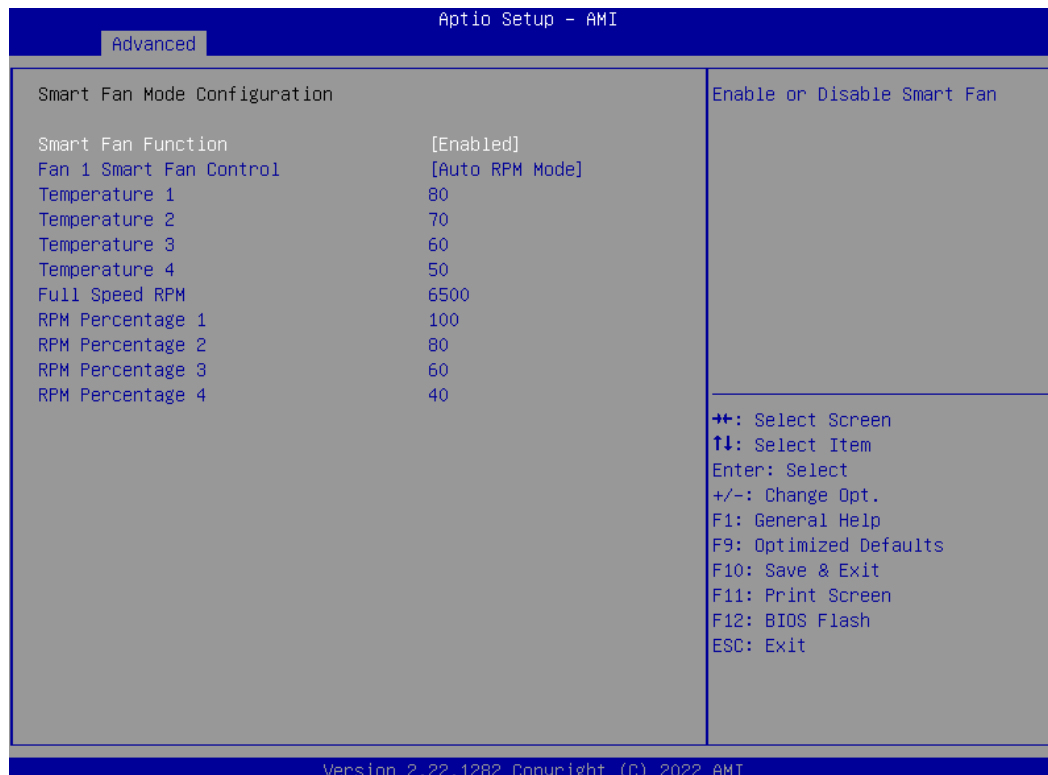 Aptio Setup – AMI
Advanced
Smart Fan Mode Configuration
Smart Fan Function [Enabled]
Fan 1 Smart Fan Control [Auto RPM Mode]
Temperature 1 80
Temperature 2 70
Temperature 3 60
Temperature 4 50
Full Speed RPM 6500
RPM Percentage 1 100
RPM Percentage 2 80
RPM Percentage 3 60
RPM Percentage 4 40
Enable or Disable Smart Fan
→←: Select Screen
↑↓: Select Item
Enter: Select
+/-: Change Opt.
F1: General Help
F9: Optimized Defaults
F10: Save & Exit
F11: Print Screen
F12: BIOS Flash
ESC: Exit
Version 2.22.1282 Copyright (C) 2022 AMI